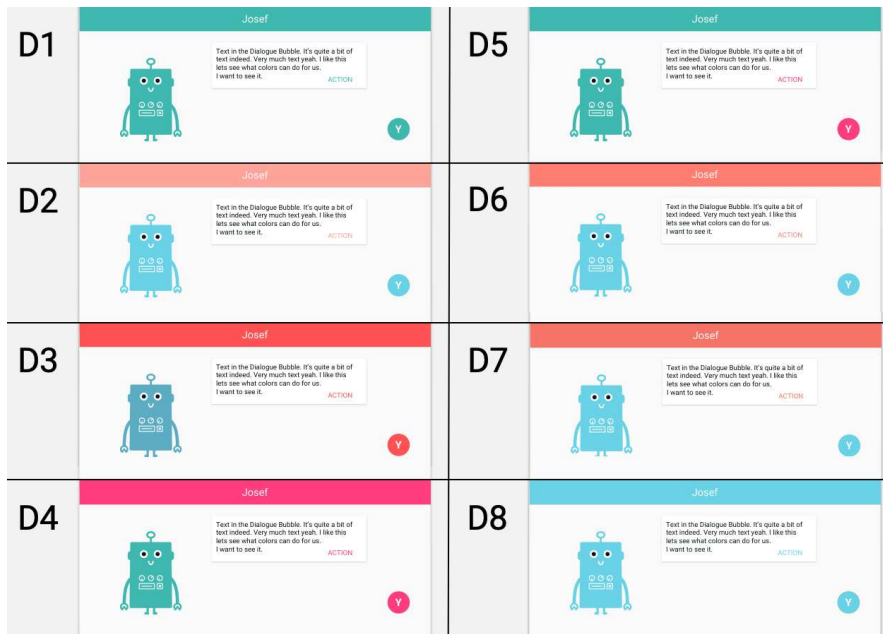 D1
Josef
Text in the Dialogue Bubble. It's quite a bit of
text indeed. Very much text yeah. I like this
lets see what colors can do for us.
I want to see it.
ACTION
Y
D5
Josef
Text in the Dialogue Bubble. It's quite a bit of
text indeed. Very much text yeah. I like this
lets see what colors can do for us.
I want to see it.
ACTION
Y
D2
Josef
Text in the Dialogue Bubble. It's quite a bit of
text indeed. Very much text yeah. I like this
lets see what colors can do for us.
I want to see it.
ACTION
Y
D6
Josef
Text in the Dialogue Bubble. It's quite a bit of
text indeed. Very much text yeah. I like this
lets see what colors can do for us.
I want to see it.
ACTION
Y
D3
Josef
Text in the Dialogue Bubble. It's quite a bit of
text indeed. Very much text yeah. I like this
lets see what colors can do for us.
I want to see it.
ACTION
Y
D7
Josef
Text in the Dialogue Bubble. It's quite a bit of
text indeed. Very much text yeah. I like this
lets see what colors can do for us.
I want to see it.
ACTION
Y
D4
Josef
Text in the Dialogue Bubble. It's quite a bit of
text indeed. Very much text yeah. I like this
lets see what colors can do for us.
I want to see it.
ACTION
Y
D8
Josef
Text in the Dialogue Bubble. It's quite a bit of
text indeed. Very much text yeah. I like this
lets see what colors can do for us.
I want to see it.
ACTION
Y